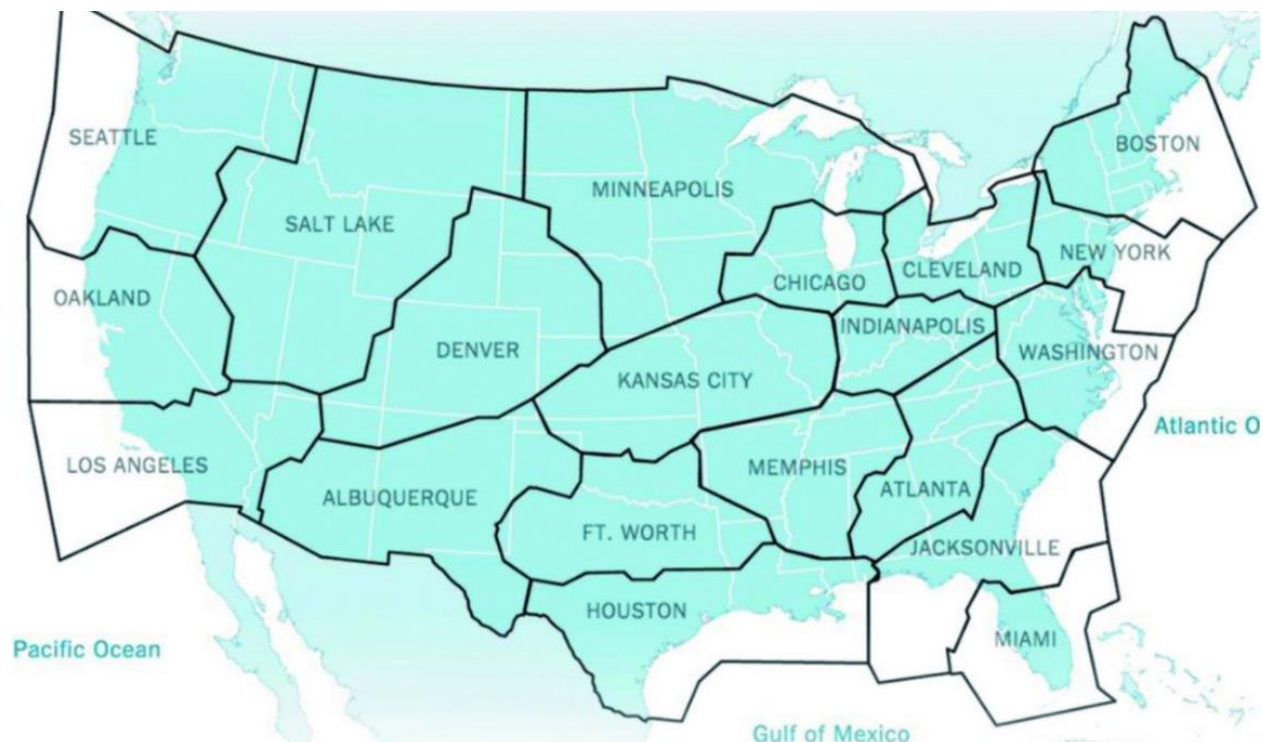 SEATTLE
BOSTON
MINNEAPOLIS
SALT LAKE
NEW YORK
CLEVELAND
CHICAGO
OAKLAND
INDIANAPOLIS
DENVER
WASHINGTON
KANSAS CITY
Atlantic O
LOS ANGELES
MEMPHIS
ATLANTA
ALBUQUERQUE
FT. WORTH
JACKSONVILLE
HOUSTON
MIAMI
Pacific Ocean
Gulf of Mexico